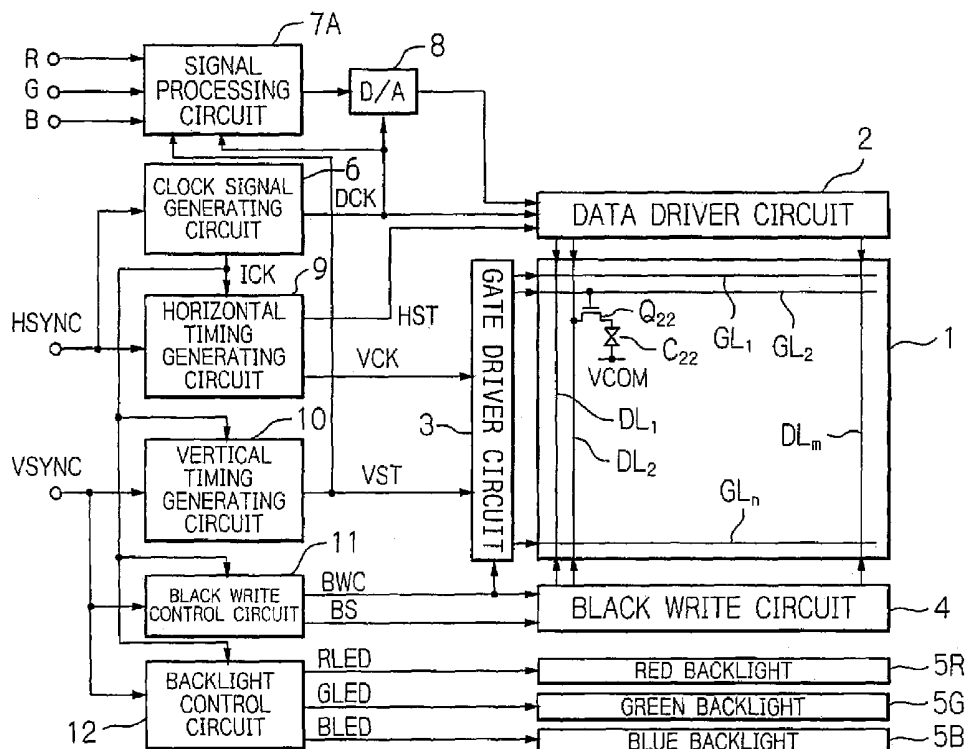 7A
R
G
B
SIGNAL
PROCESSING
CIRCUIT
8
D/A
6
CLOCK SIGNAL
GENERATING
CIRCUIT
DCK
2
DATA DRIVER CIRCUIT
ICK
9
HSYNC
HORIZONTAL
TIMING
GENERATING
CIRCUIT
HST
VCK
3
GATE DRIVER CIRCUIT
Q22
C22
VCOM
GL1
GL2
1
DL1
DL2
DLm
GLn
10
VSYNC
VERTICAL
TIMING
GENERATING
CIRCUIT
VST
11
BLACK WRITE
CONTROL CIRCUIT
BWC
BS
BLACK WRITE CIRCUIT
4
12
BACKLIGHT
CONTROL
CIRCUIT
RLED
GLED
BLED
RED BACKLIGHT
5R
GREEN BACKLIGHT
5G
BLUE BACKLIGHT
5B